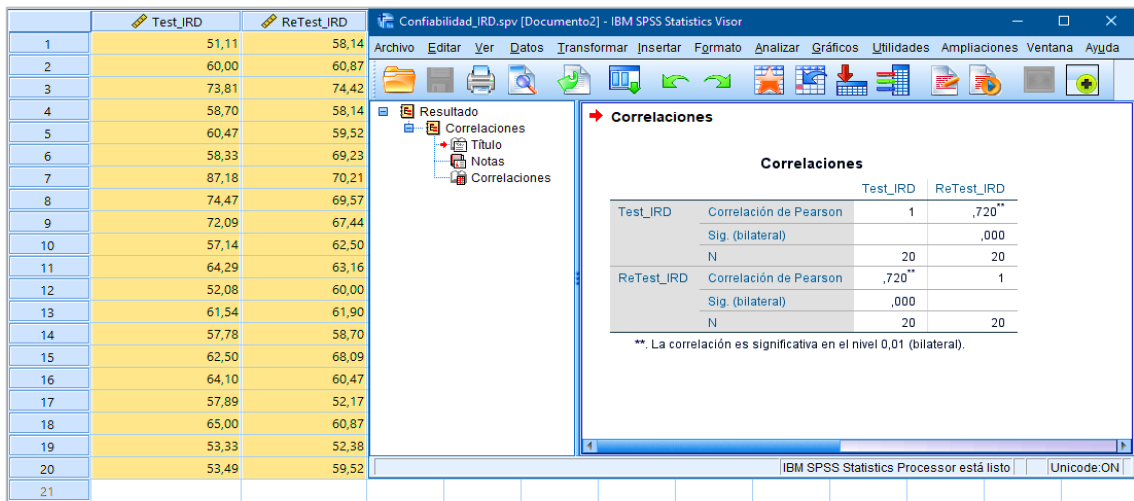 Test_IRD ReTest_IRD
1 51,11 58,14
2 60,00 60,87
3 73,81 74,42
4 58,70 58,14
5 60,47 59,52
6 58,33 69,23
7 87,18 70,21
8 74,47 69,57
9 72,09 67,44
10 57,14 62,50
11 64,29 63,16
12 52,08 60,00
13 61,54 61,90
14 57,78 58,70
15 62,50 68,09
16 64,10 60,47
17 57,89 52,17
18 65,00 60,87
19 53,33 52,38
20 53,49 59,52
21
Confiabilidad_IRD.spv [Documento2] - IBM SPSS Statistics Visor
Archivo Editar Ver Datos Transformar Insertar Formato Analizar Gráficos Utilidades Ampliaciones Ventana Ayuda
Resultado
Correlaciones
Título
Notas
Correlaciones
Correlaciones
Correlaciones
Test_IRD ReTest_IRD
Test_IRD Correlación de Pearson 1 ,720**
Sig. (bilateral) ,000
N 20 20
ReTest_IRD Correlación de Pearson ,720** 1
Sig. (bilateral) ,000
N 20 20
**. La correlación es significativa en el nivel 0,01 (bilateral).
IBM SPSS Statistics Processor está listo Unicode:ON